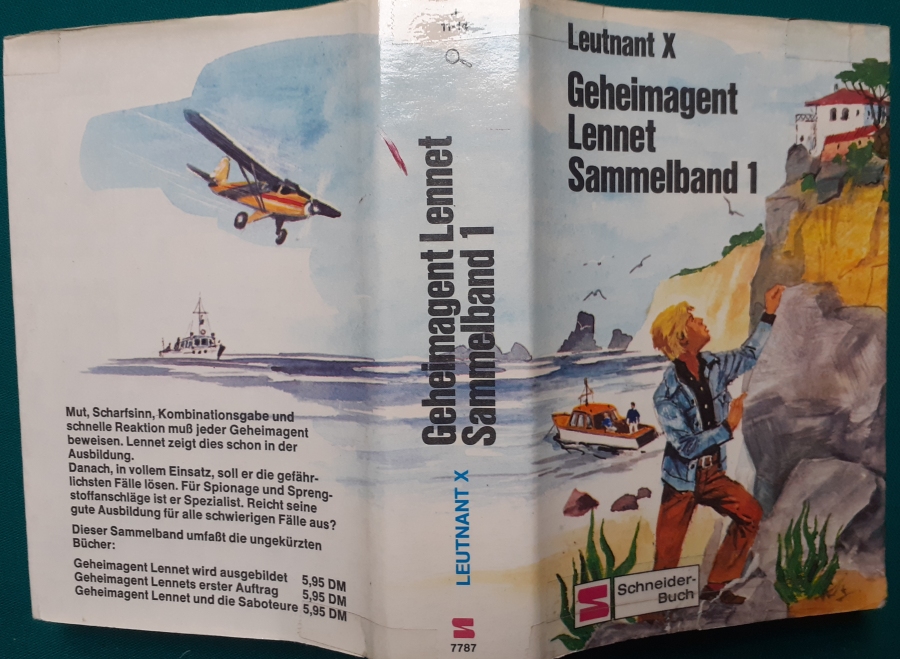 Mut, Scharfsinn, Kombinationsgabe und
schnelle Reaktion muß jeder Geheimagent
beweisen. Lennet zeigt dies schon in der
Ausbildung.
Danach, in vollem Einsatz, soll er die gefähr-
lichsten Fälle lösen. Für Spionage und Spreng-
stoffanschläge ist er Spezialist. Reicht seine
gute Ausbildung für alle schwierigen Fälle aus?
Dieser Sammelband umfaßt die ungekürzten
Bücher:
Geheimagent Lennet wird ausgebildet 5,95 DM
Geheimagent Lennets erster Auftrag 5,95 DM
Geheimagent Lennet und die Saboteure 5,95 DM
LEUTNANT X
Geheimagent Lennet
Sammelband 1
7787
Leutnant X
Geheimagent
Lennet
Sammelband 1
Schneider-
Buch